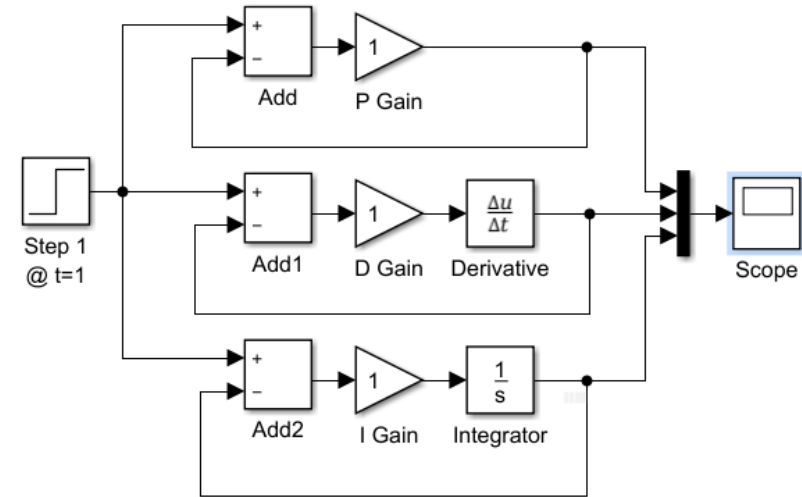 +
−
Add
1
P Gain
Step 1
@ t=1
+
−
Add1
1
D Gain
Δu
Δt
Derivative
Scope
+
−
Add2
1
I Gain
1
s
Integrator